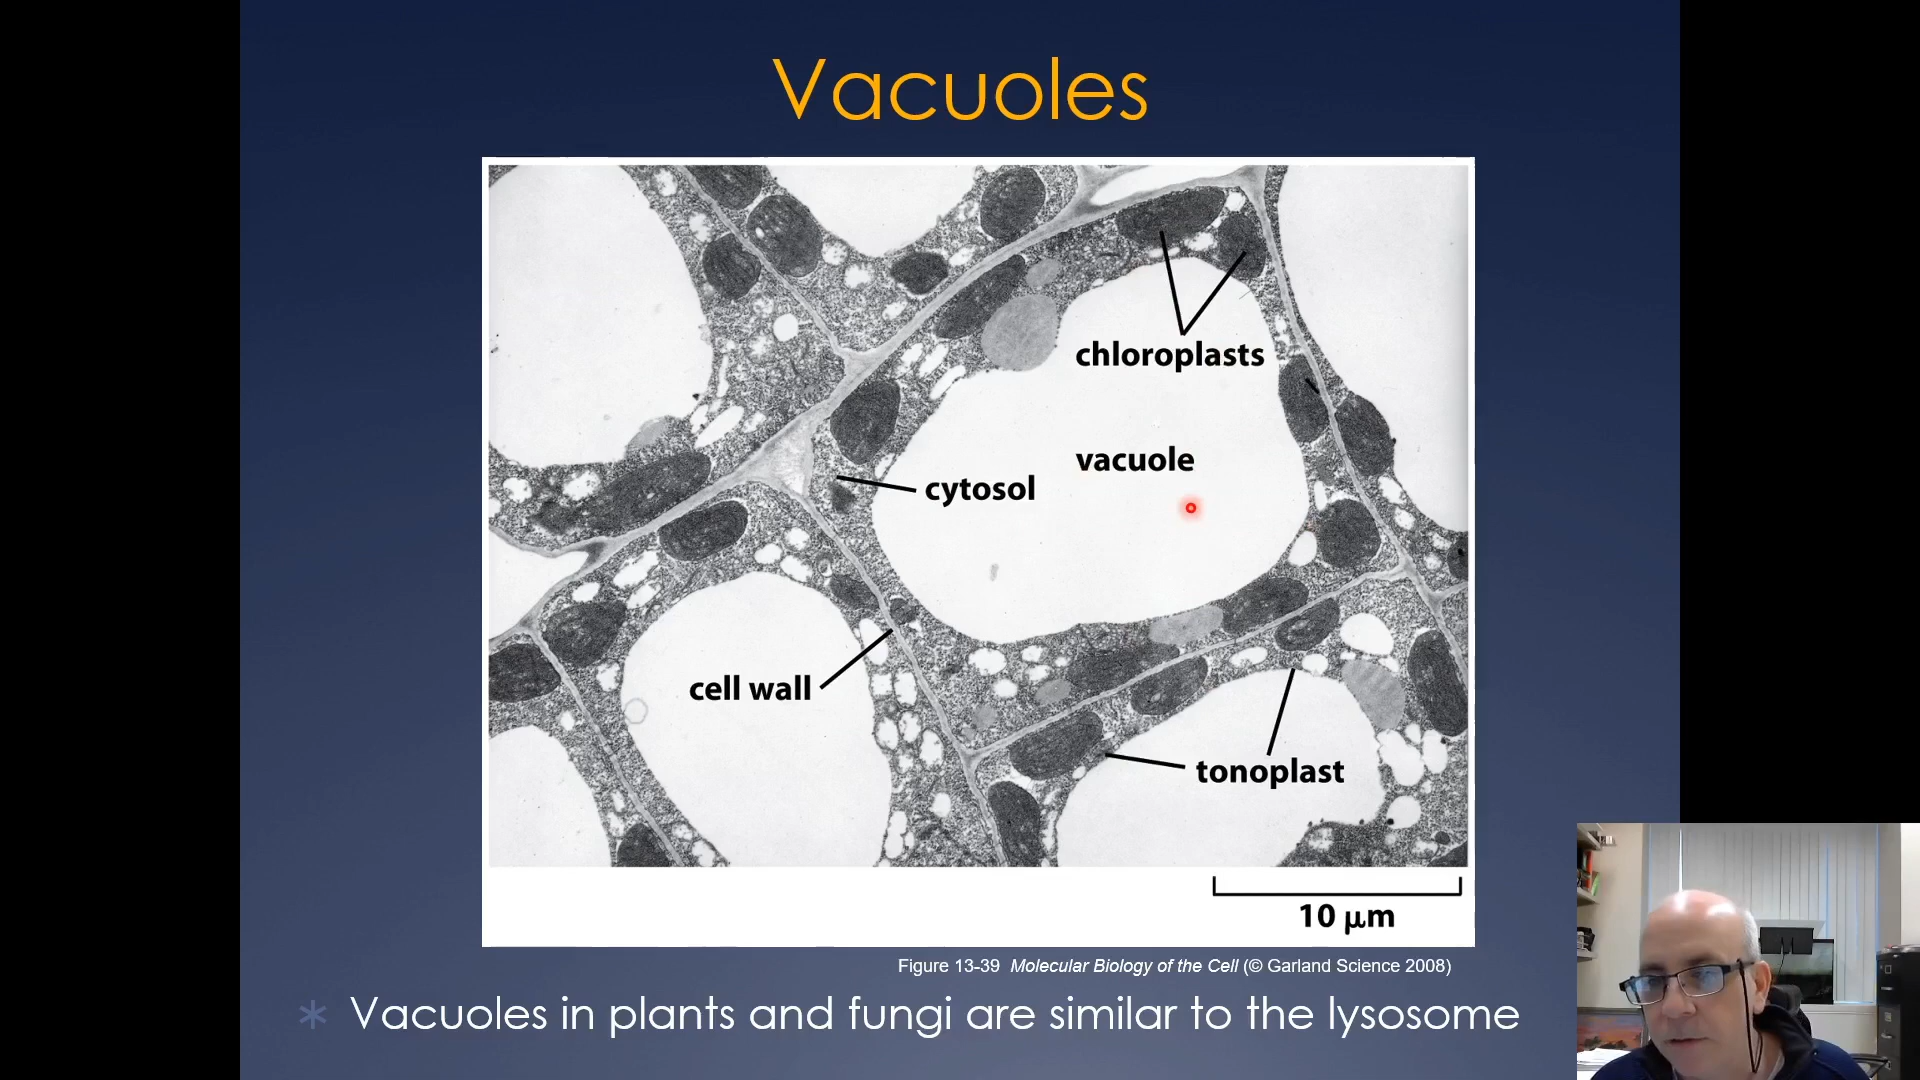 Vacuoles
chloroplasts
vacuole
cytosol
cell wall
tonoplast
10 μm
Figure 13-39 Molecular Biology of the Cell (© Garland Science 2008)
* Vacuoles in plants and fungi are similar to the lysosome